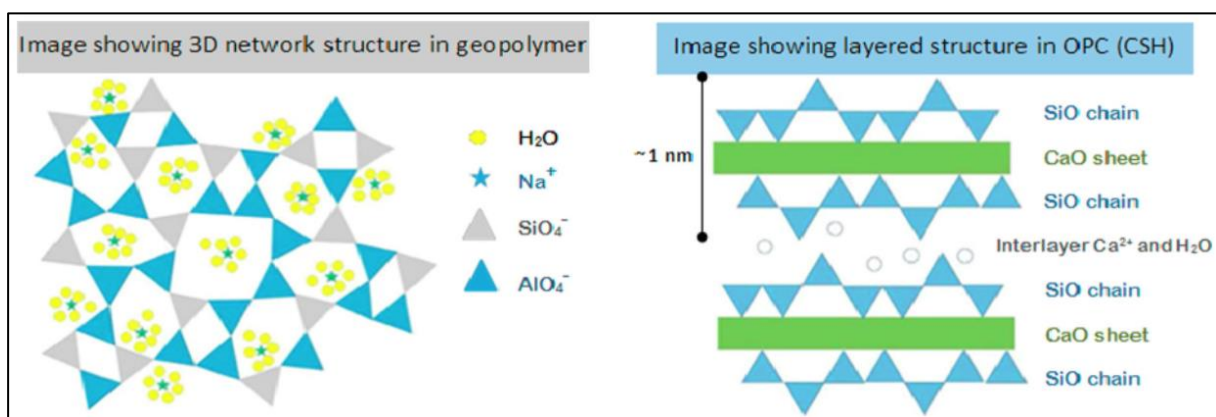 Image showing 3D network structure in geopolymer
H₂O
Na⁺
SiO₄⁻
AlO₄⁻
Image showing layered structure in OPC (CSH)
~1 nm
SiO chain
CaO sheet
SiO chain
Interlayer Ca²⁺ and H₂O
SiO chain
CaO sheet
SiO chain